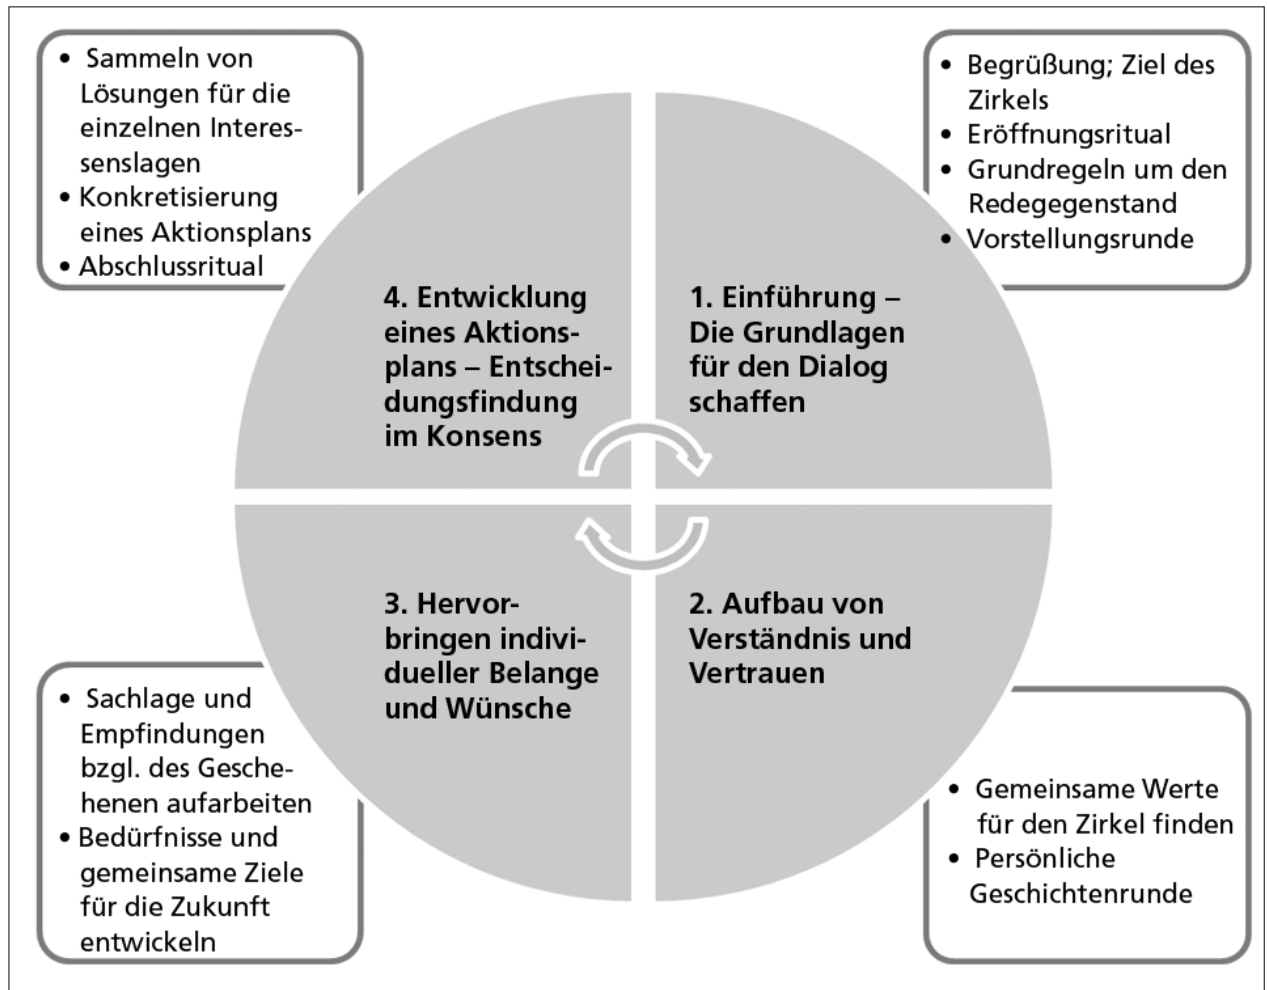 • Sammeln von
Lösungen für die
einzelnen Interes-
senslagen
• Konkretisierung
eines Aktionsplans
• Abschlussritual
• Begrüßung; Ziel des
Zirkels
• Eröffnungsritual
• Grundregeln um den
Redegegenstand
• Vorstellungsrunde
4. Entwicklung
eines Aktions-
plans – Entschei-
dungsfindung
im Konsens
1. Einführung –
Die Grundlagen
für den Dialog
schaffen
3. Hervor-
bringen indivi-
dueller Belange
und Wünsche
2. Aufbau von
Verständnis und
Vertrauen
• Sachlage und
Empfindungen
bzgl. des Gesche-
henen aufarbeiten
• Bedürfnisse und
gemeinsame Ziele
für die Zukunft
entwickeln
• Gemeinsame Werte
für den Zirkel finden
• Persönliche
Geschichtenrunde